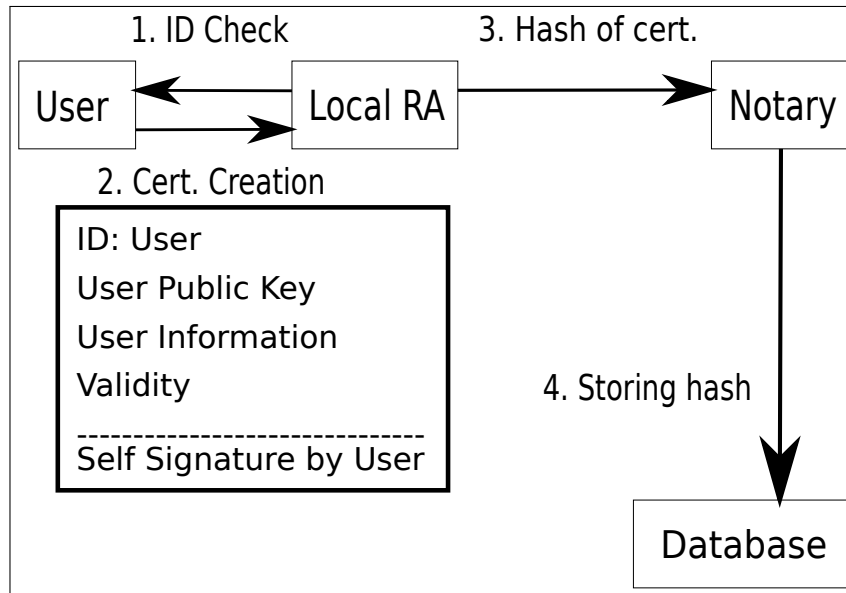 1. ID Check
3. Hash of cert.
User
Local RA
Notary
2. Cert. Creation
ID: User
User Public Key
User Information
Validity
--------------------------------
Self Signature by User
4. Storing hash
Database